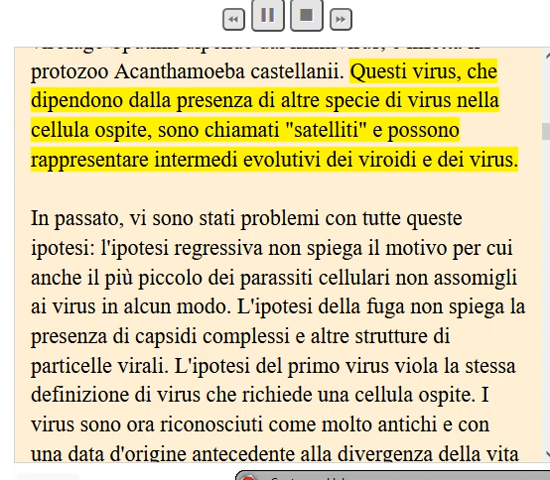 protozoo Acanthamoeba castellanii. Questi virus, che
dipendono dalla presenza di altre specie di virus nella
cellula ospite, sono chiamati "satelliti" e possono
rappresentare intermedi evolutivi dei viroidi e dei virus.
In passato, vi sono stati problemi con tutte queste
ipotesi: l'ipotesi regressiva non spiega il motivo per cui
anche il più piccolo dei parassiti cellulari non assomigli
ai virus in alcun modo. L'ipotesi della fuga non spiega la
presenza di capsidi complessi e altre strutture di
particelle virali. L'ipotesi del primo virus viola la stessa
definizione di virus che richiede una cellula ospite. I
virus sono ora riconosciuti come molto antichi e con
una data d'origine antecedente alla divergenza della vita